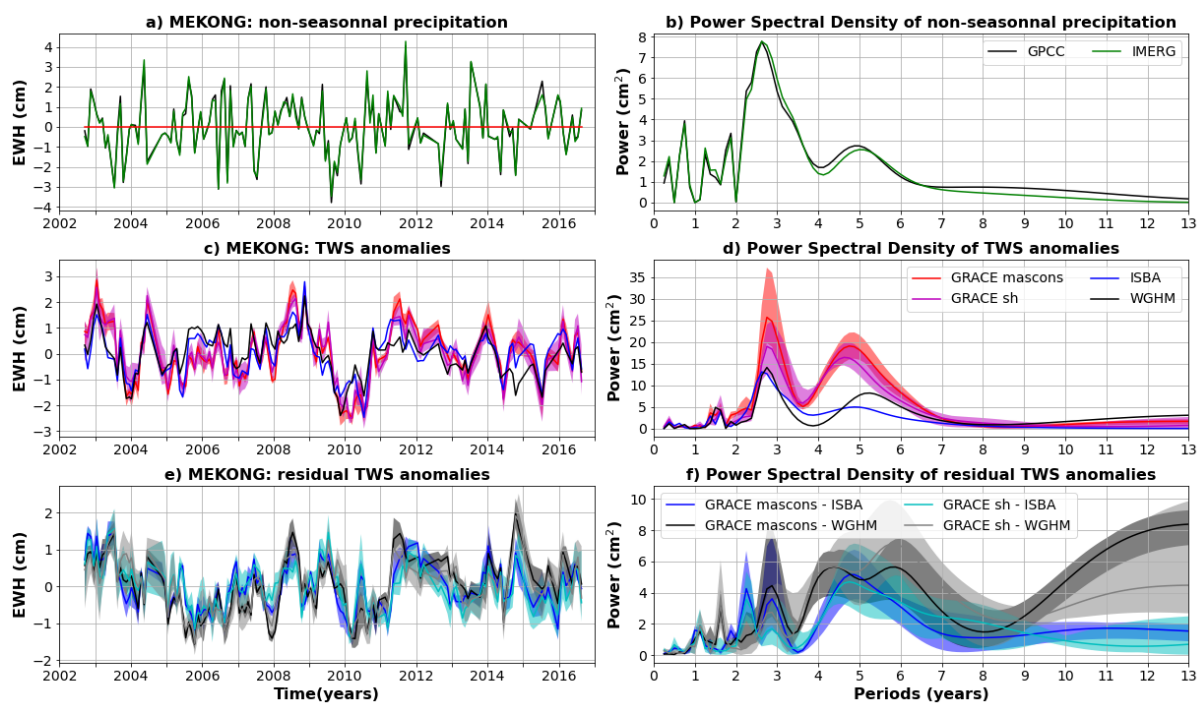 a) MEKONG: non-seasonnal precipitation
EWH (cm)
4
3
2
1
0
−1
−2
−3
−4
2002 2004 2006 2008 2010 2012 2014 2016
b) Power Spectral Density of non-seasonnal precipitation
GPCC IMERG
Power (cm²)
8
6
4
2
0
0 1 2 3 4 5 6 7 8 9 10 11 12 13
c) MEKONG: TWS anomalies
EWH (cm)
3
2
1
0
−1
−2
−3
2002 2004 2006 2008 2010 2012 2014 2016
d) Power Spectral Density of TWS anomalies
GRACE mascons ISBA
GRACE sh WGHM
Power (cm²)
35
30
25
20
15
10
5
0
0 1 2 3 4 5 6 7 8 9 10 11 12 13
e) MEKONG: residual TWS anomalies
EWH (cm)
2
1
0
−1
−2
2002 2004 2006 2008 2010 2012 2014 2016
Time(years)
f) Power Spectral Density of residual TWS anomalies
GRACE mascons - ISBA GRACE sh - ISBA
GRACE mascons - WGHM GRACE sh - WGHM
Power (cm²)
10
8
6
4
2
0
0 1 2 3 4 5 6 7 8 9 10 11 12 13
Periods (years)